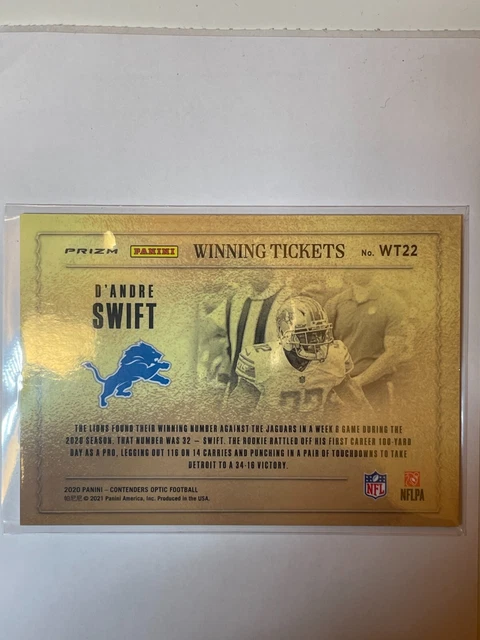 PRIZM PANINI WINNING TICKETS No. WT22
D'ANDRE
SWIFT
THE LIONS FOUND THEIR WINNING NUMBER AGAINST THE JAGUARS IN A WEEK 6 GAME DURING THE
2020 SEASON. THAT NUMBER WAS 32 – SWIFT. THE ROOKIE RATTLED OFF HIS FIRST CAREER 100-YARD
DAY AS A PRO, LEGGING OUT 116 ON 14 CARRIES AND PUNCHING IN A PAIR OF TOUCHDOWNS TO TAKE
DETROIT TO A 34-16 VICTORY.
2020 PANINI – CONTENDERS OPTIC FOOTBALL
© 2021 Panini America, Inc. Produced in the USA.
NFL
NFLPA